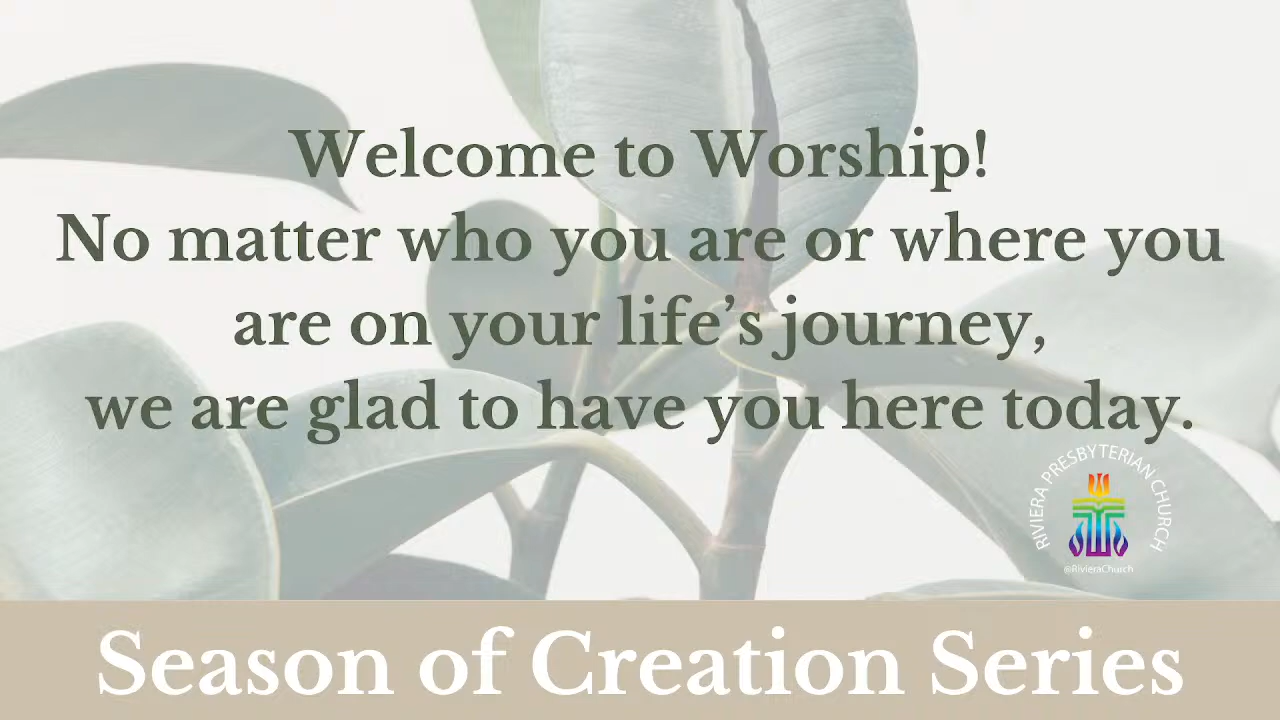 Welcome to Worship!
No matter who you are or where you
are on your life’s journey,
we are glad to have you here today.
RIVIERA PRESBYTERIAN CHURCH
@RivieraChurch
Season of Creation Series